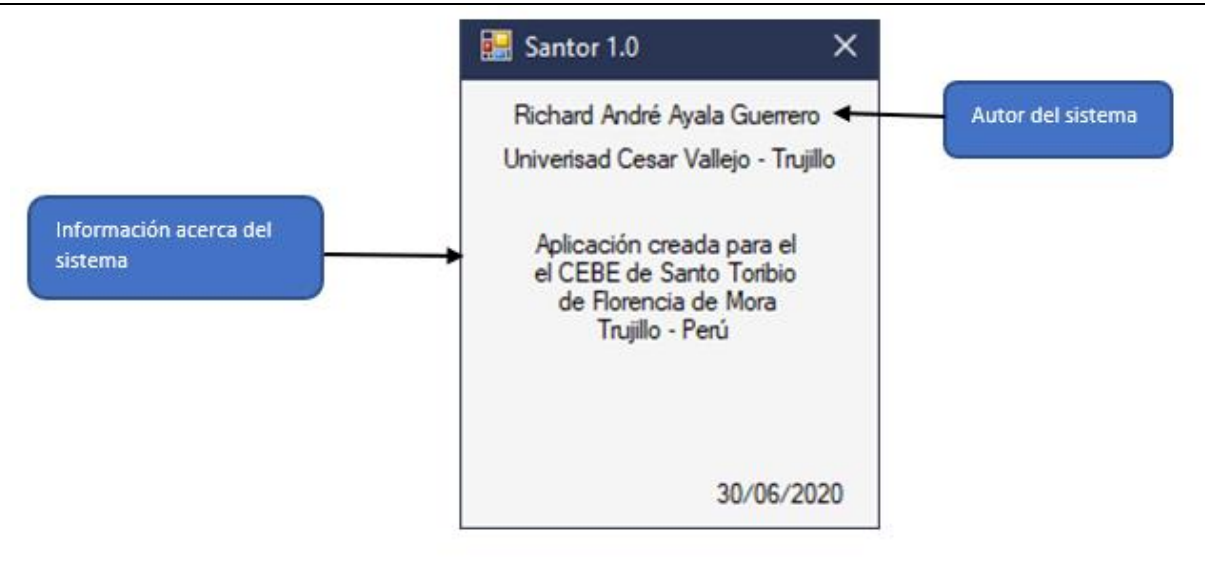 Santor 1.0
Richard André Ayala Guerrero
Autor del sistema
Univerisad Cesar Vallejo - Trujillo
Información acerca del
sistema
Aplicación creada para el
el CEBE de Santo Toribio
de Florencia de Mora
Trujillo - Perú
30/06/2020